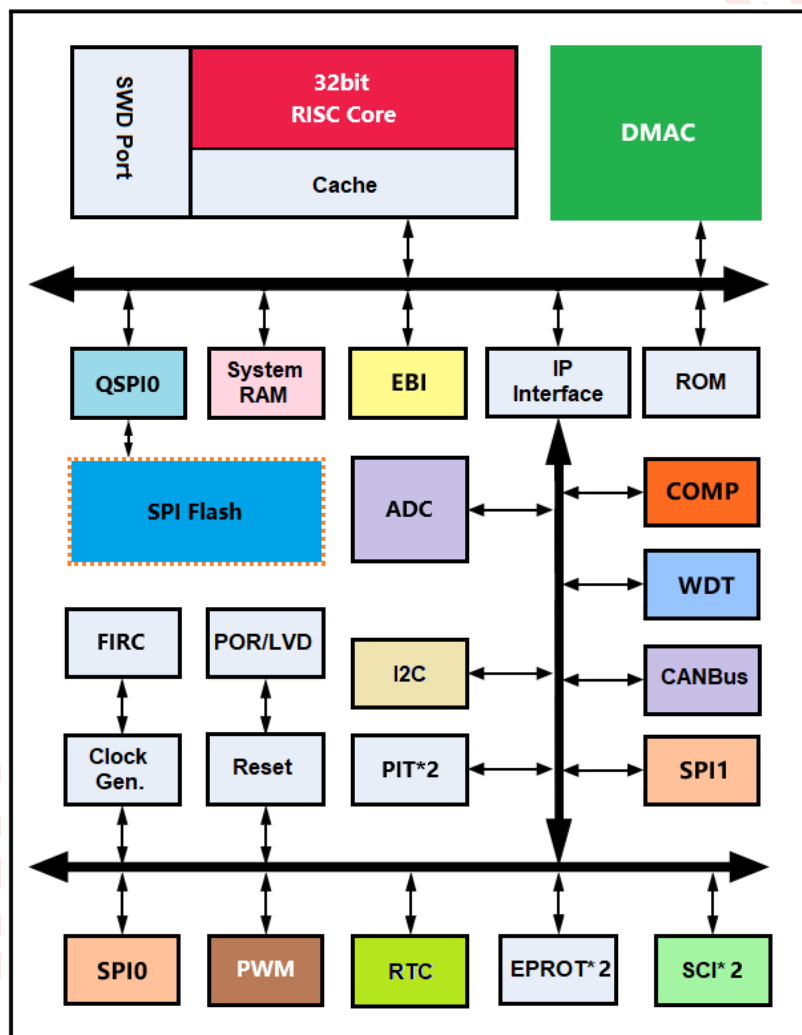 SWD Port
32bit
RISC Core
Cache
DMAC
QSPI0
System
RAM
EBI
IP
Interface
ROM
SPI Flash
ADC
COMP
WDT
FIRC
POR/LVD
I2C
CANBus
Clock
Gen.
Reset
PIT*2
SPI1
SPI0
PWM
RTC
EPROT*2
SCI*2